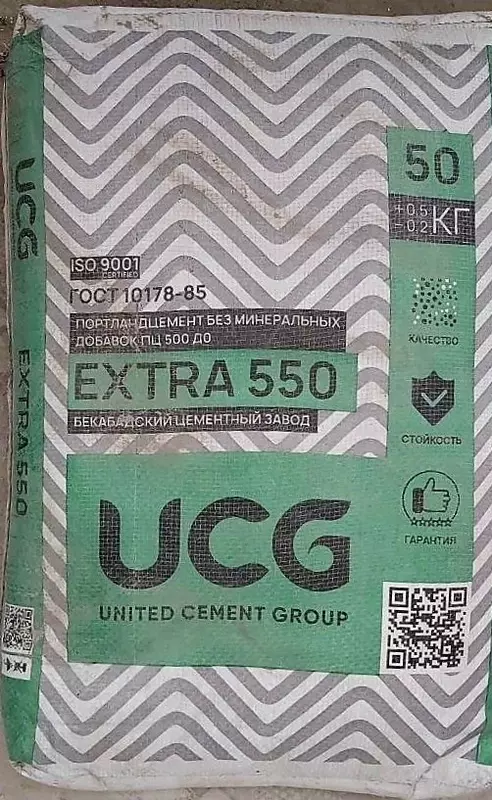 UCG
EXTRA 550
50
+0.5
-0.2
КГ
ISO 9001
CERTIFIED
ГОСТ 10178-85
ПОРТЛАНДЦЕМЕНТ БЕЗ МИНЕРАЛЬНЫХ
ДОБАВОК ПЦ 500 Д0
EXTRA 550
БЕКАБАДСКИЙ ЦЕМЕНТНЫЙ ЗАВОД
КАЧЕСТВО
СТОЙКОСТЬ
ГАРАНТИЯ
UCG
UNITED CEMENT GROUP